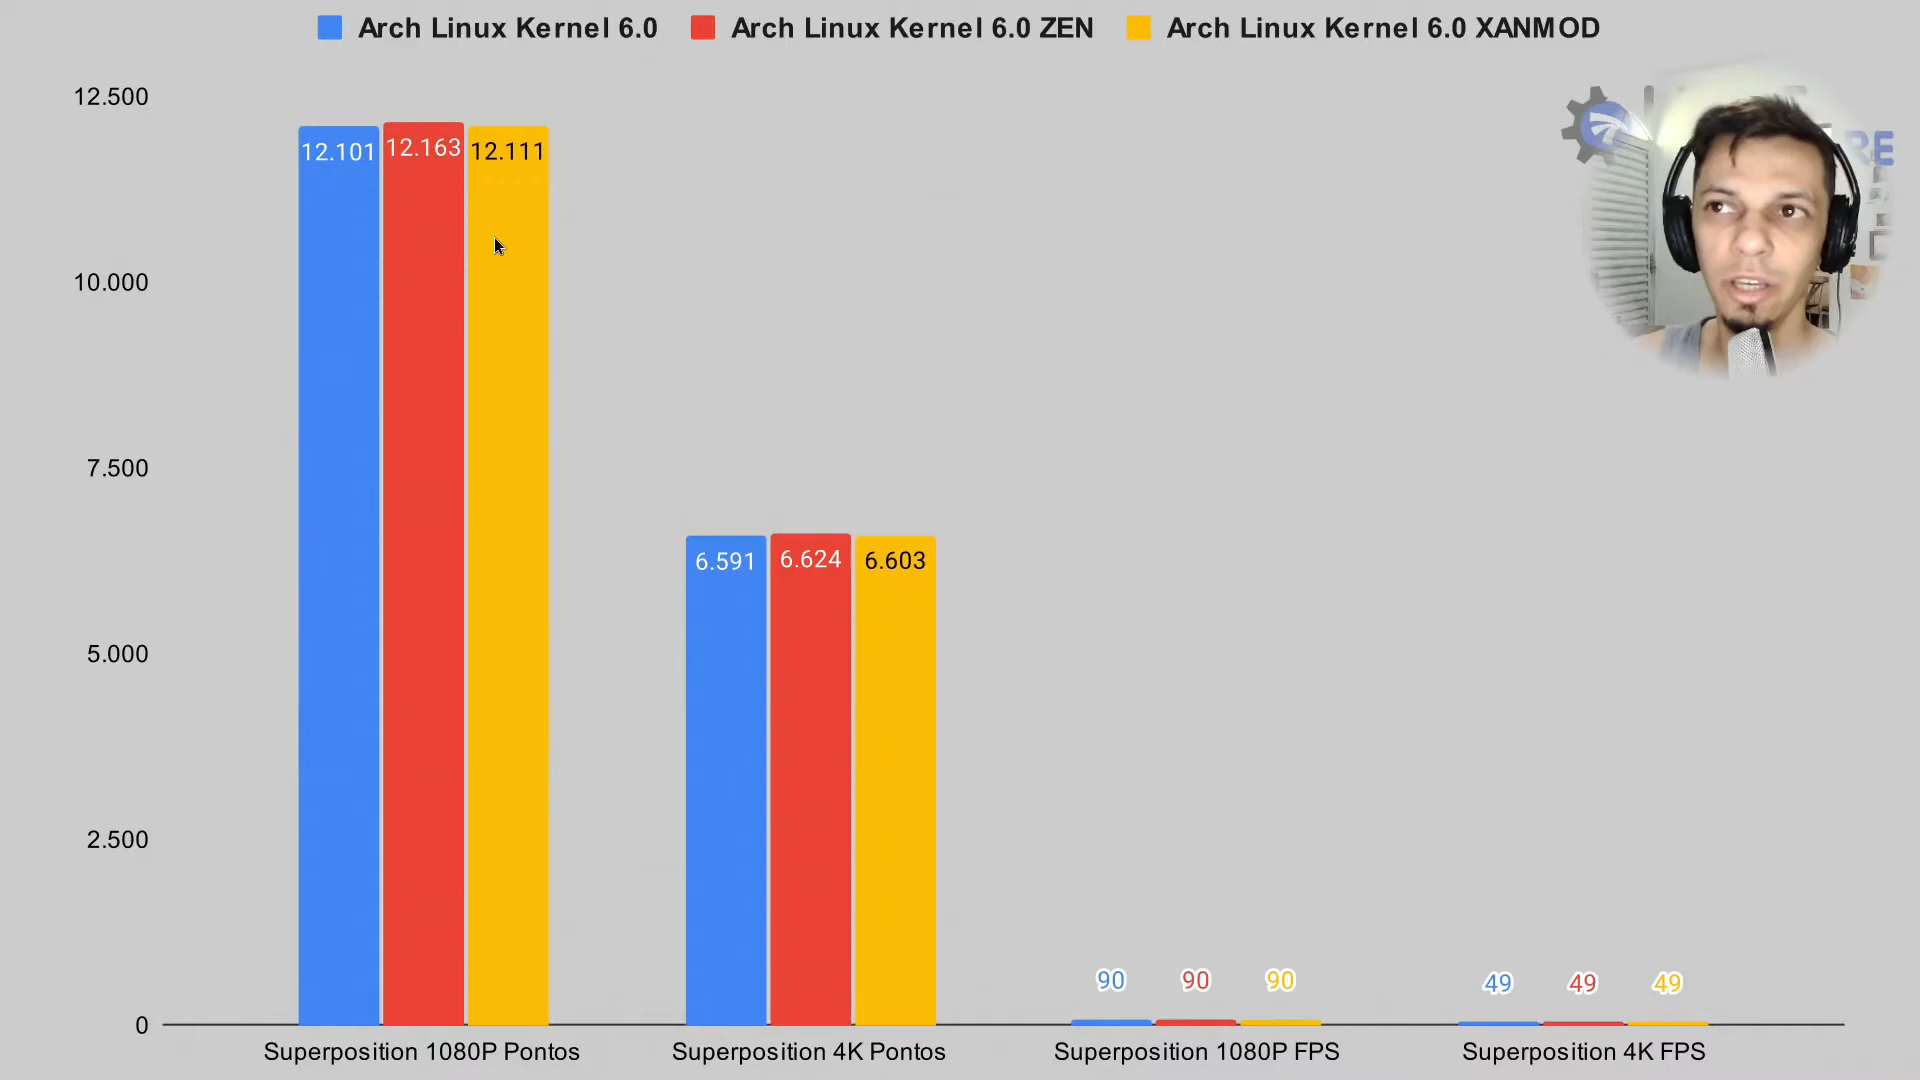 Arch Linux Kernel 6.0 Arch Linux Kernel 6.0 ZEN Arch Linux Kernel 6.0 XANMOD
12.500
RE
12.101 12.163 12.111
10.000
7.500
6.591 6.624 6.603
5.000
2.500
90 90 90 49 49 49
0
Superposition 1080P Pontos Superposition 4K Pontos Superposition 1080P FPS Superposition 4K FPS